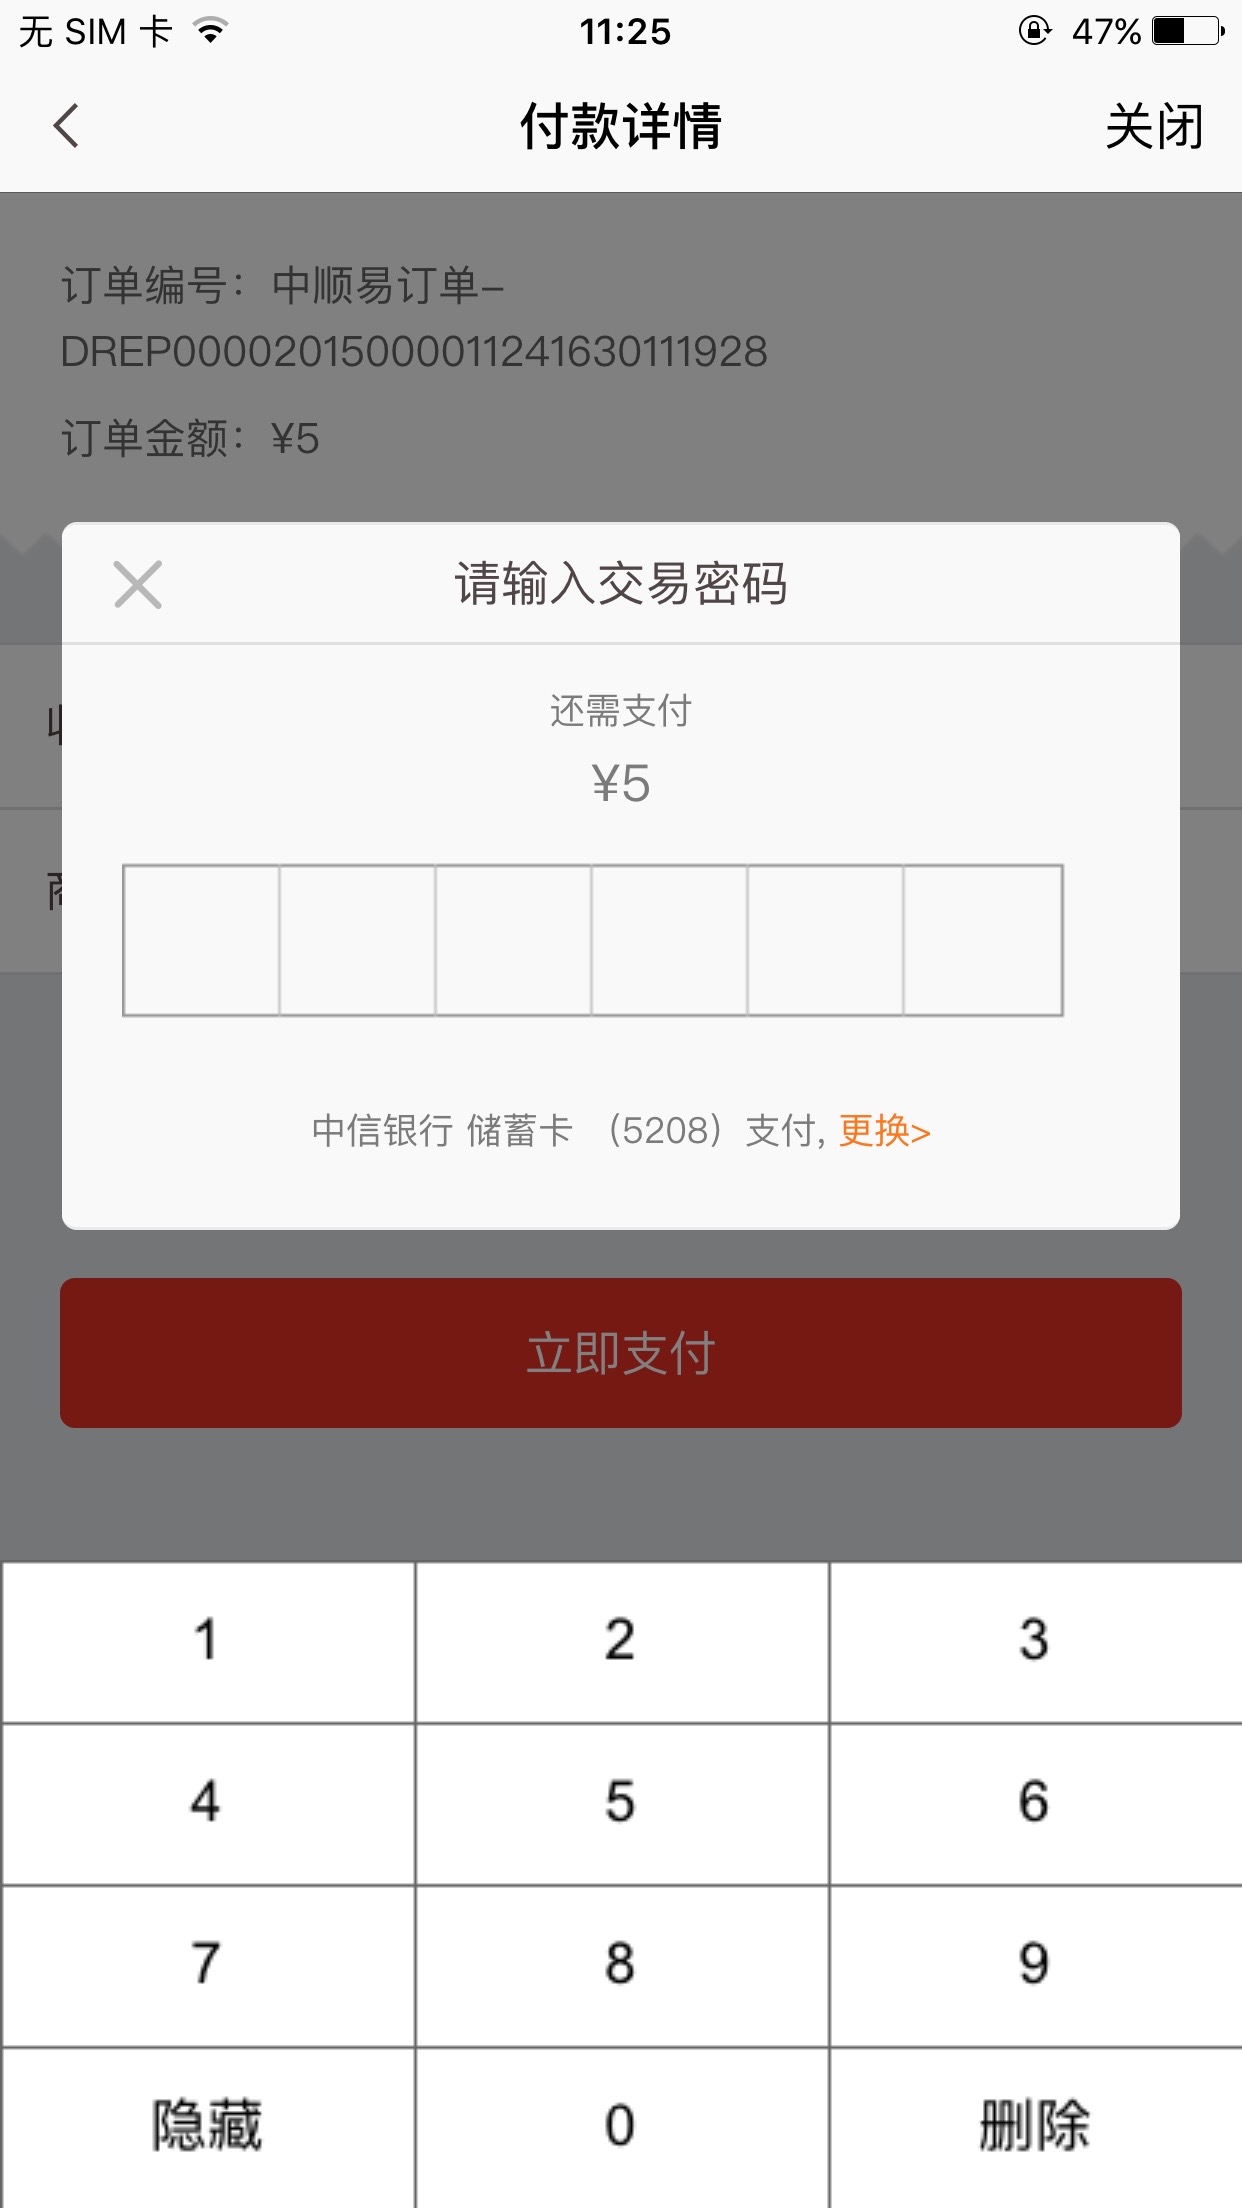 无 SIM 卡 11:25 47%
付款详情 关闭
订单编号：中顺易订单-
DREP00002015000011241630111928
订单金额：¥5
请输入交易密码
还需支付
¥5
中信银行 储蓄卡 （5208）支付, 更换>
立即支付
1 2 3
4 5 6
7 8 9
隐藏 0 删除